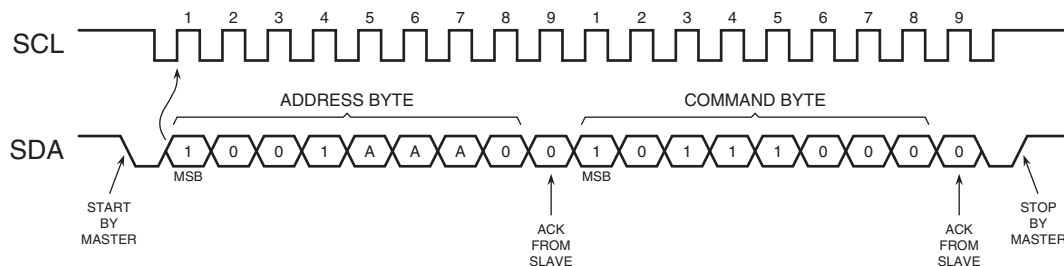 1 2 3 4 5 6 7 8 9 1 2 3 4 5 6 7 8 9
SCL
ADDRESS BYTE COMMAND BYTE
SDA 1 0 0 1 A A A 0 0 1 0 1 1 1 0 0 0 0
MSB MSB
START
BY
MASTER
ACK
FROM
SLAVE
ACK
FROM
SLAVE
STOP
BY
MASTER